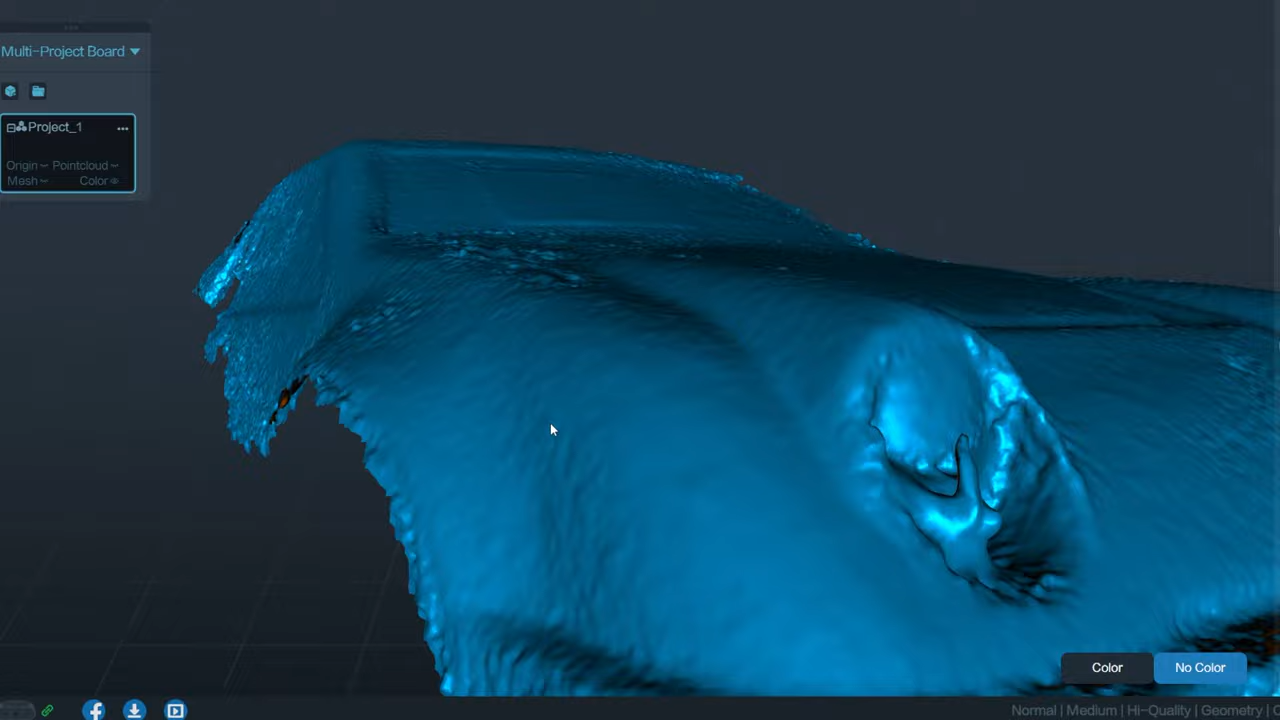 Multi-Project Board
Project_1
Origin Pointcloud
Mesh Color
Color No Color
Normal | Medium | Hi-Quality | Geometry |